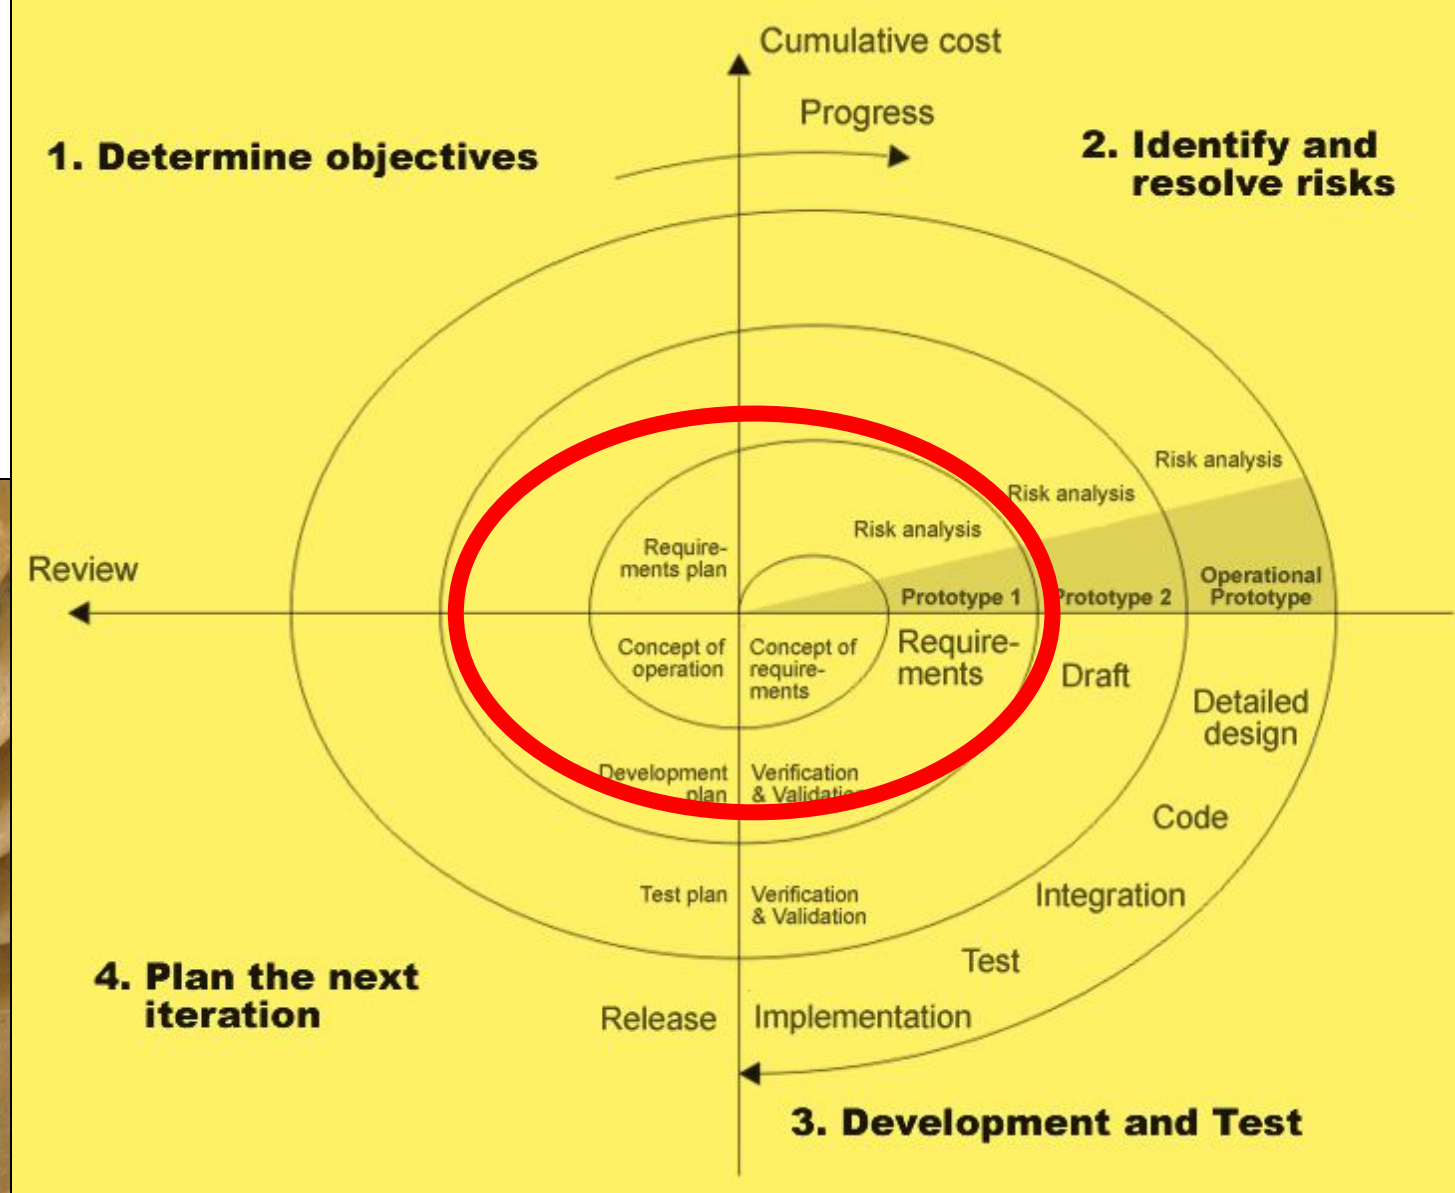 Cumulative cost
Progress
1. Determine objectives
2. Identify and
resolve risks
Risk analysis
Risk analysis
Risk analysis
Require-
ments plan
Review
Prototype 1
Prototype 2
Operational
Prototype
Concept of
operation
Concept of
require-
ments
Require-
ments
Draft
Detailed
design
Development
plan
Verification
& Validation
Code
Test plan
Verification
& Validation
Integration
Test
4. Plan the next
iteration
Release
Implementation
3. Development and Test